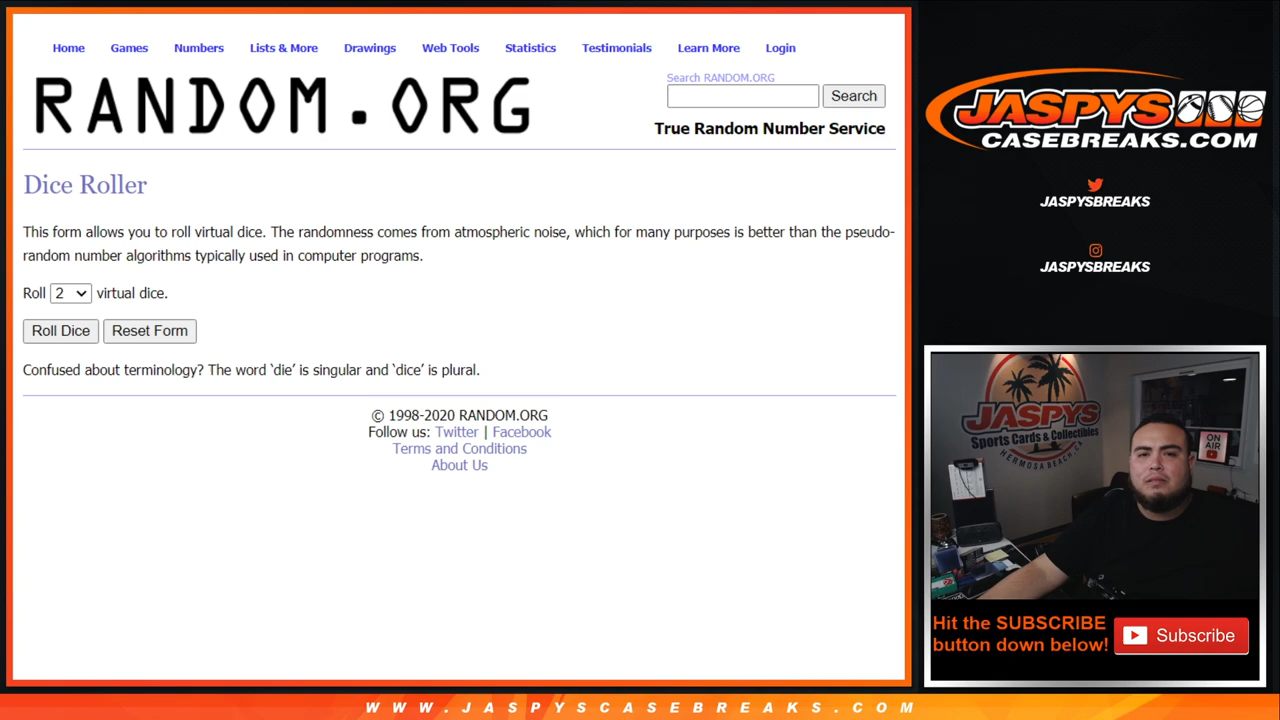 Home Games Numbers Lists & More Drawings Web Tools Statistics Testimonials Learn More Login
RANDOM.ORG
Search RANDOM.ORG
Search
True Random Number Service
Dice Roller
This form allows you to roll virtual dice. The randomness comes from atmospheric noise, which for many purposes is better than the pseudo-
random number algorithms typically used in computer programs.
Roll 2 virtual dice.
Roll Dice Reset Form
Confused about terminology? The word ‘die’ is singular and ‘dice’ is plural.
© 1998-2020 RANDOM.ORG
Follow us: Twitter | Facebook
Terms and Conditions
About Us
JASPYS
CASEBREAKS.COM
JASPYSBREAKS
JASPYSBREAKS
JASPYS
Sports Cards & Collectibles
HERMOSA BEACH, CA
ON
AIR
Hit the SUBSCRIBE
button down below!
Subscribe
WWW.JASPYSCASEBREAKS.COM